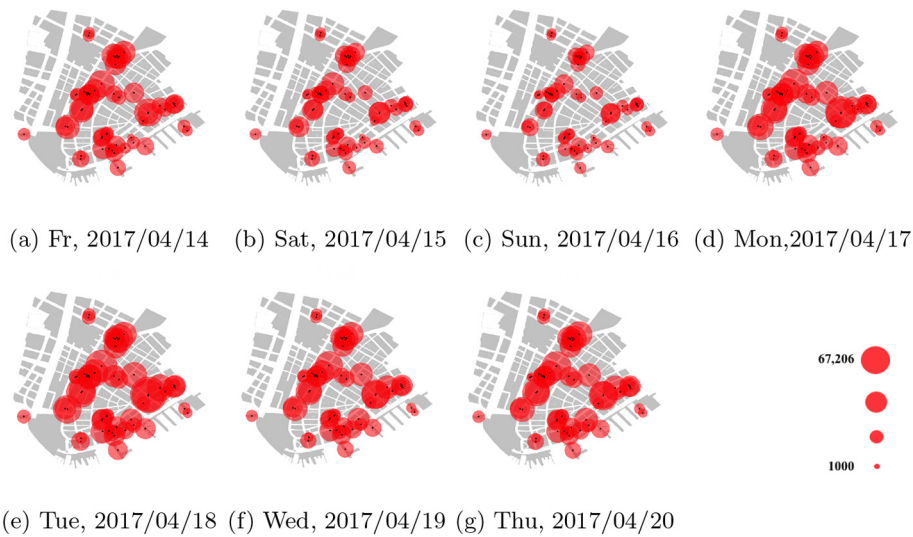 (a) Fr, 2017/04/14 (b) Sat, 2017/04/15 (c) Sun, 2017/04/16 (d) Mon,2017/04/17
67,206
1000
(e) Tue, 2017/04/18 (f) Wed, 2017/04/19 (g) Thu, 2017/04/20